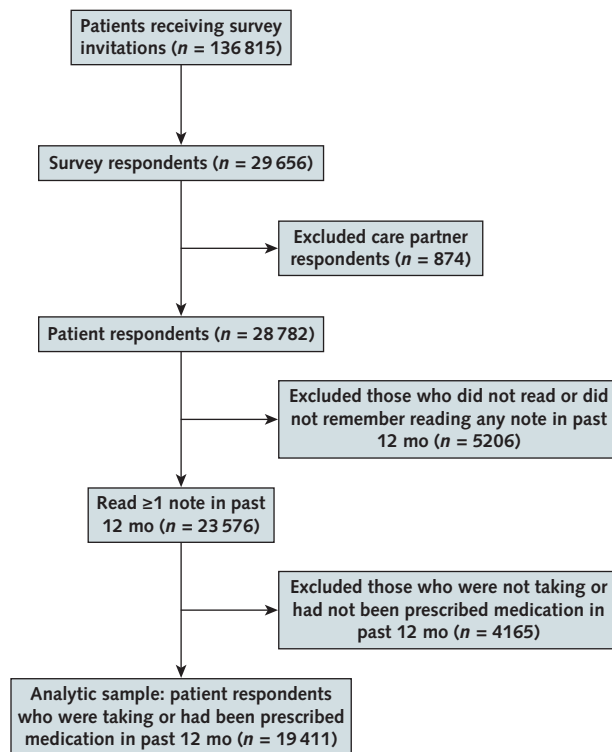 Patients receiving survey
invitations (n = 136 815)
Survey respondents (n = 29 656)
Excluded care partner
respondents (n = 874)
Patient respondents (n = 28 782)
Excluded those who did not read or did
not remember reading any note in past
12 mo (n = 5206)
Read ≥1 note in past
12 mo (n = 23 576)
Excluded those who were not taking or
had not been prescribed medication in
past 12 mo (n = 4165)
Analytic sample: patient respondents
who were taking or had been prescribed
medication in past 12 mo (n = 19 411)